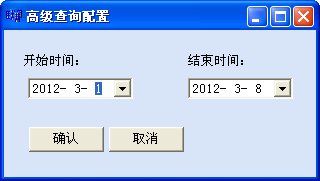 高级查询配置
开始时间： 结束时间：
2012- 3- 1 2012- 3- 8
确认 取消